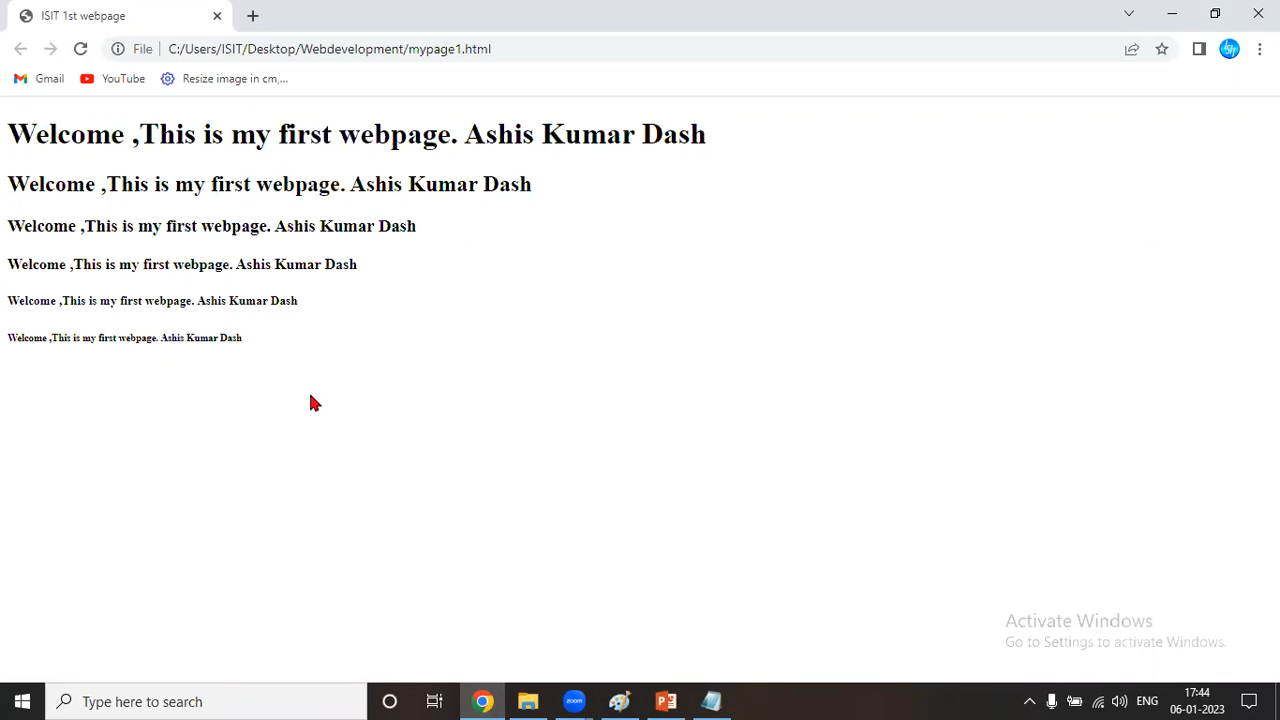 ISIT 1st webpage
File
C:/Users/ISIT/Desktop/Webdevelopment/mypage1.html
Gmail
YouTube
Resize image in cm,...
Welcome ,This is my first webpage. Ashis Kumar Dash
Welcome ,This is my first webpage. Ashis Kumar Dash
Welcome ,This is my first webpage. Ashis Kumar Dash
Welcome ,This is my first webpage. Ashis Kumar Dash
Welcome ,This is my first webpage. Ashis Kumar Dash
Welcome ,This is my first webpage. Ashis Kumar Dash
Activate Windows
Go to Settings to activate Windows.
Type here to search
zoom
ENG
17:44
06-01-2023